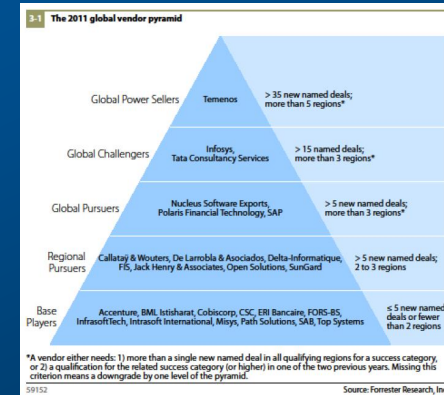 3-1 The 2011 global vendor pyramid
Global Power Sellers
Temenos
> 35 new named deals;
more than 5 regions*
Global Challengers
Infosys,
Tata Consultancy Services
> 15 named deals;
more than 3 regions*
Global Pursuers
Nucleus Software Exports,
Polaris Financial Technology, SAP
> 5 new named deals;
more than 3 regions*
Regional
Pursuers
Callataÿ & Wouters, De Larrobla & Asociados, Delta-Informatique,
FIS, Jack Henry & Associates, Open Solutions, SunGard
> 5 new named deals;
2 to 3 regions
Base
Players
Accenture, BML Istisharat, Cobiscorp, CSC, ERI Bancaire, FORS-BS,
InfrasoftTech, Intrasoft International, Misys, Path Solutions, SAB, Top Systems
≤ 5 new named
deals or fewer
than 2 regions
*A vendor either needs: 1) more than a single new named deal in all qualifying regions for a success category,
or 2) a qualification for the related success category (or higher) in one of the two previous years. Missing this
criterion means a downgrade by one level of the pyramid.
59152
Source: Forrester Research, Inc